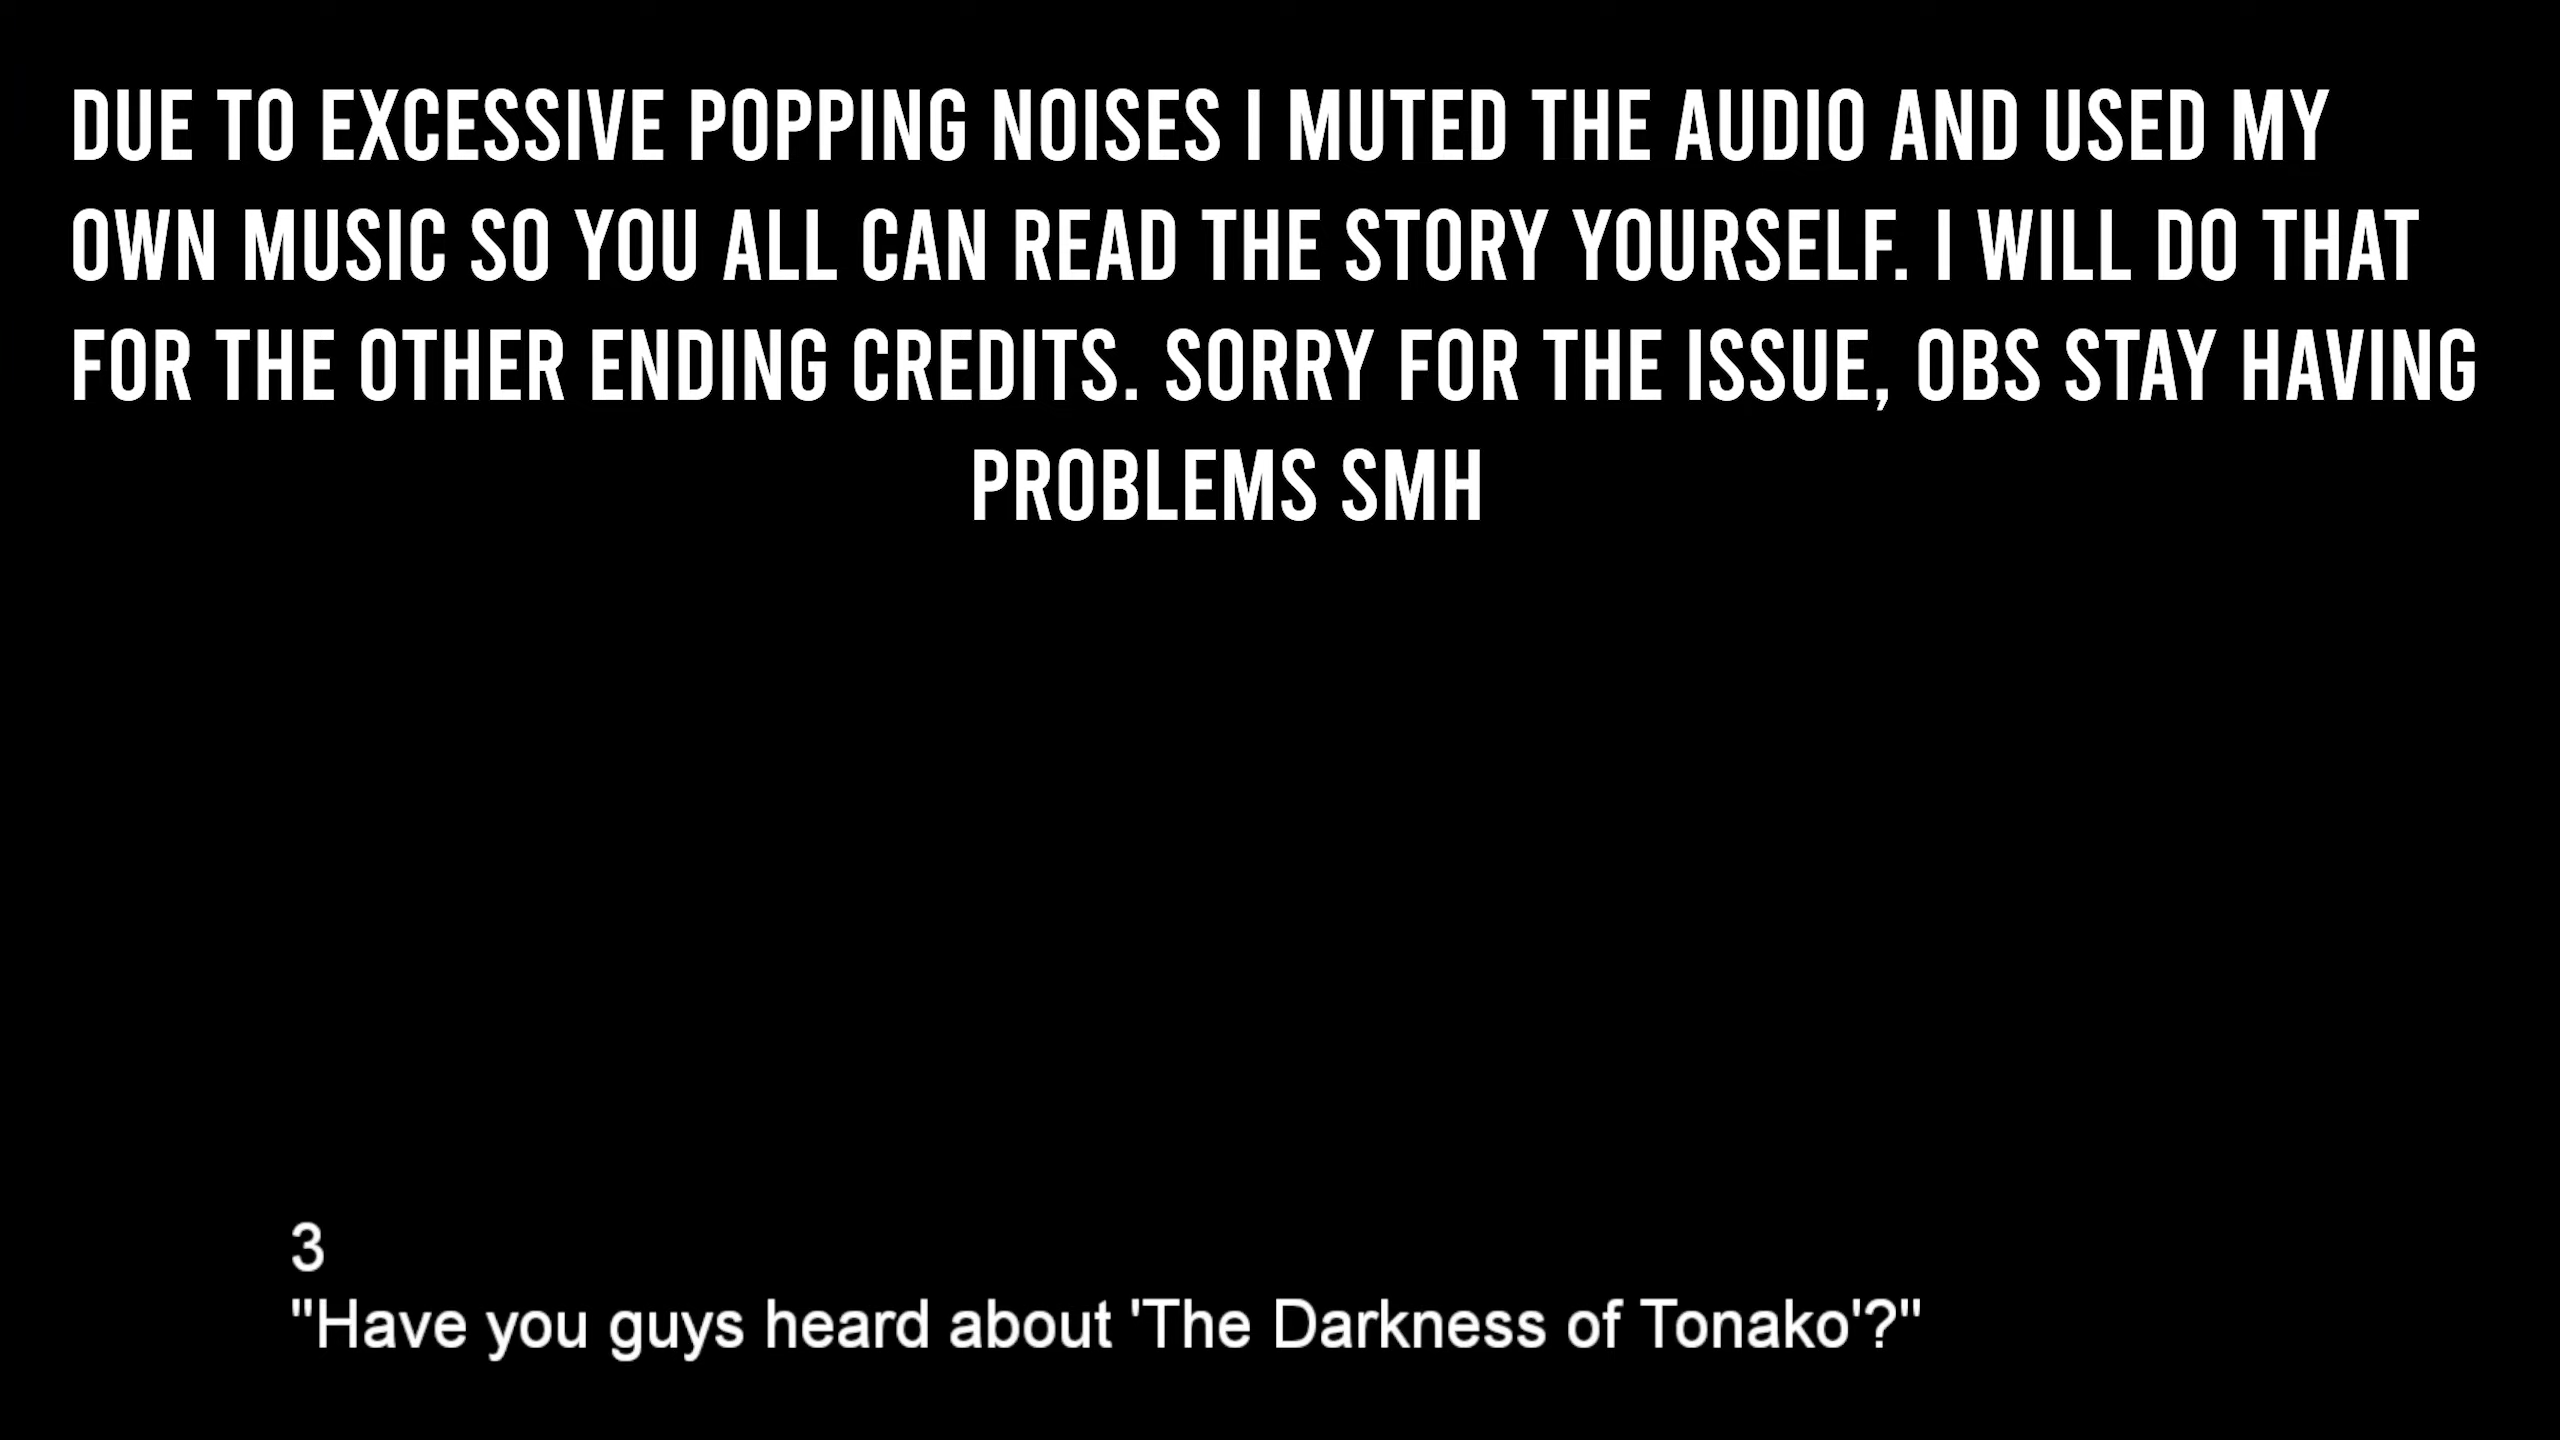 DUE TO EXCESSIVE POPPING NOISES I MUTED THE AUDIO AND USED MY
OWN MUSIC SO YOU ALL CAN READ THE STORY YOURSELF. I WILL DO THAT
FOR THE OTHER ENDING CREDITS. SORRY FOR THE ISSUE, OBS STAY HAVING
PROBLEMS SMH
3
"Have you guys heard about 'The Darkness of Tonako'?"